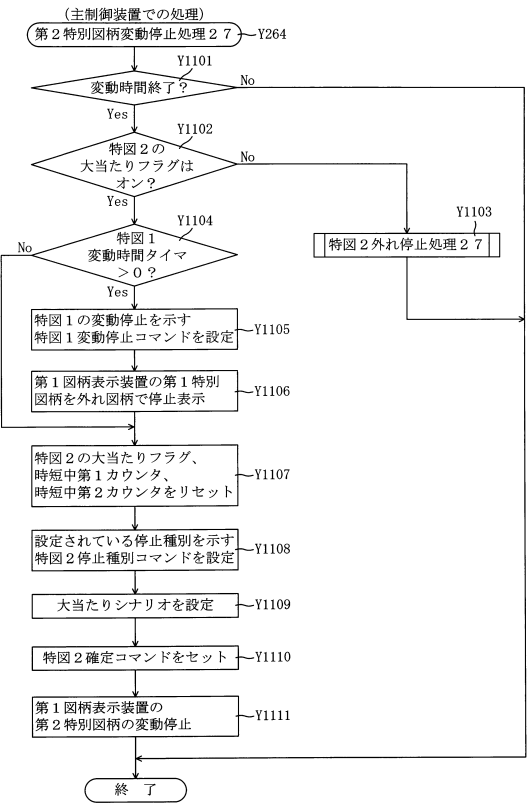 (主制御装置での処理)
第2特別図柄変動停止処理27
Y264
Y1101
変動時間終了?
No
Yes
Y1102
特図2の
大当たりフラグは
オン?
No
Yes
Y1103
特図2外れ停止処理27
Y1104
特図1
変動時間タイマ
>0?
No
Yes
特図1の変動停止を示す
特図1変動停止コマンドを設定
Y1105
第1図柄表示装置の第1特別
図柄を外れ図柄で停止表示
Y1106
特図2の大当たりフラグ、
時短中第1カウンタ、
時短中第2カウンタをリセット
Y1107
設定されている停止種別を示す
特図2停止種別コマンドを設定
Y1108
大当たりシナリオを設定
Y1109
特図2確定コマンドをセット
Y1110
第1図柄表示装置の
第2特別図柄の変動停止
Y1111
終了